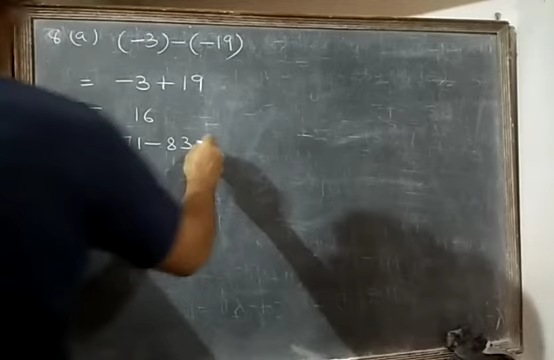 8 (a) (-3)-(-19)
= -3+19
= 16
71-83